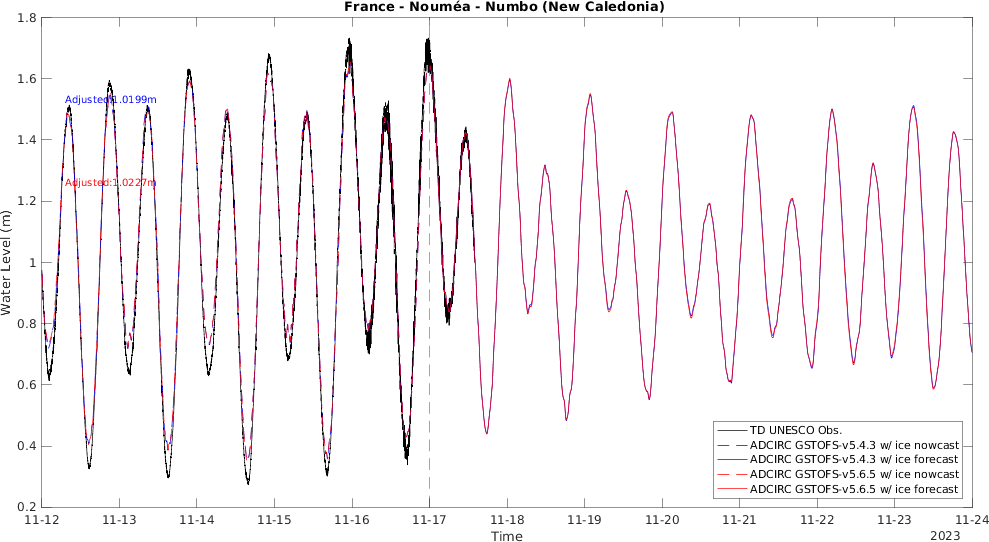 France - Nouméa - Numbo (New Caledonia)
1.8
1.6
1.4
1.2
1
0.8
0.6
0.4
0.2
Water Level (m)
Adjusted:1.0199m
Adjusted:1.0227m
TD UNESCO Obs.
ADCIRC GSTOFS-v5.4.3 w/ ice nowcast
ADCIRC GSTOFS-v5.4.3 w/ ice forecast
ADCIRC GSTOFS-v5.6.5 w/ ice nowcast
ADCIRC GSTOFS-v5.6.5 w/ ice forecast
11-12 11-13 11-14 11-15 11-16 11-17 11-18 11-19 11-20 11-21 11-22 11-23 11-24
Time
2023